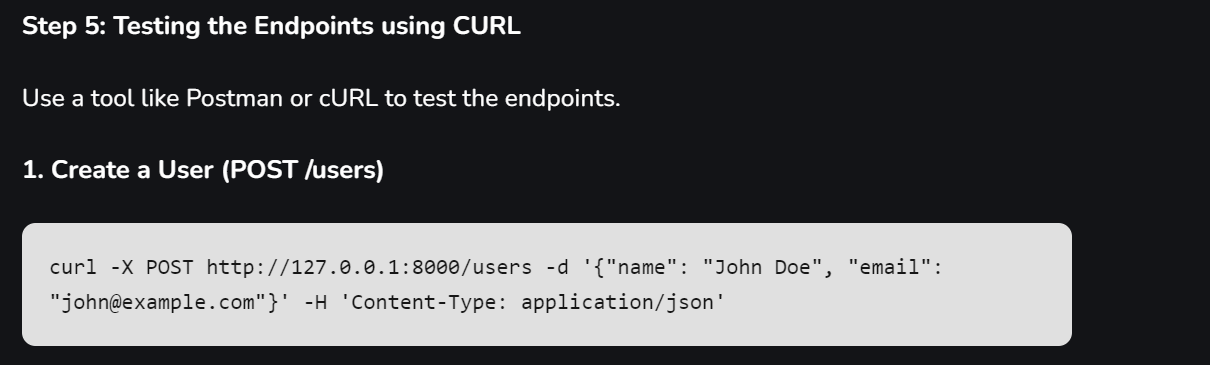 Step 5: Testing the Endpoints using CURL
Use a tool like Postman or cURL to test the endpoints.
1. Create a User (POST /users)
curl -X POST http://127.0.0.1:8000/users -d '{"name": "John Doe", "email":
"john@example.com"}' -H 'Content-Type: application/json'